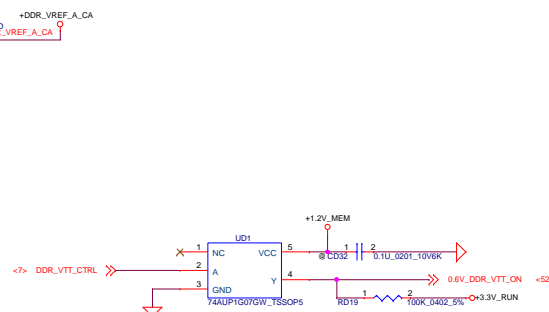 +DDR_VREF_A_CA
_VREF_A_CA
+1.2V_MEM
UD1
1 NC VCC 5
@CD32 1 2 0.1U_0201_10V6K
<7> DDR_VTT_CTRL 2 A
Y 4 0.6V_DDR_VTT_ON <52
3 GND
74AUP1G07GW_TSSOP5
RD19 1 2 100K_0402_5% +3.3V_RUN